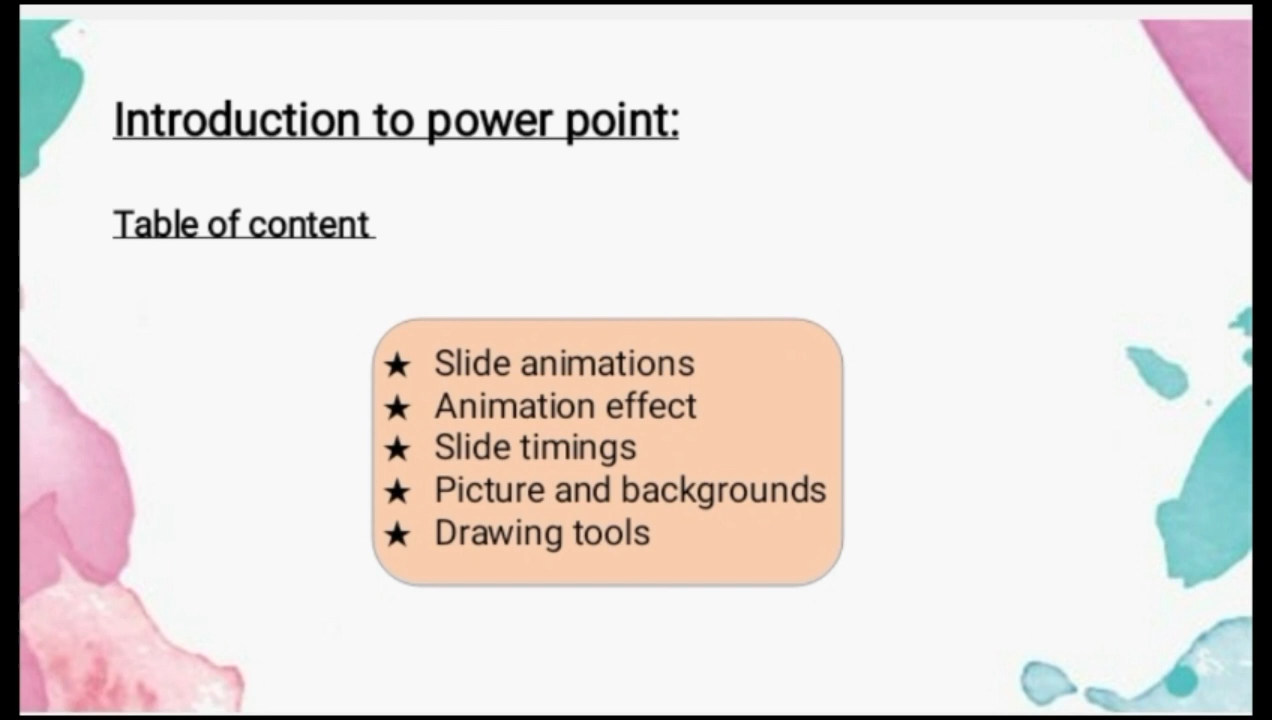 Introduction to power point:
Table of content
★ Slide animations
★ Animation effect
★ Slide timings
★ Picture and backgrounds
★ Drawing tools